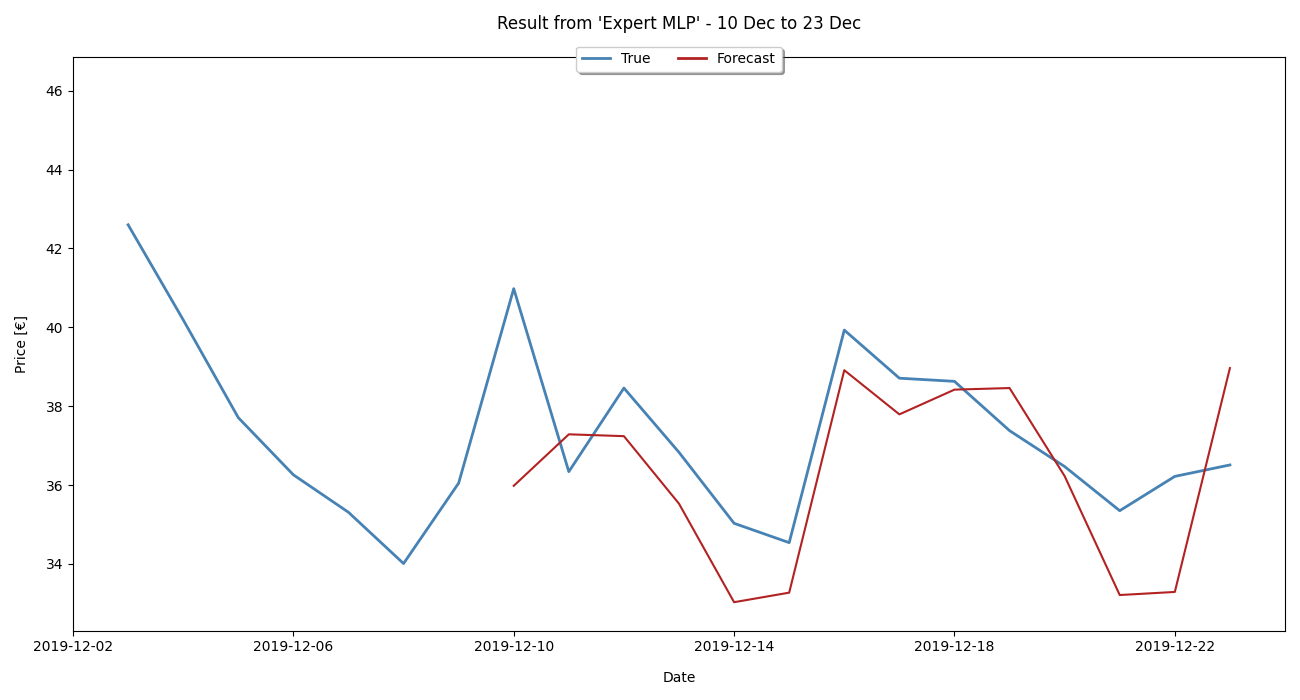 Result from 'Expert MLP' - 10 Dec to 23 Dec
True Forecast
46
44
42
40
38
36
34
Price [€]
2019-12-02 2019-12-06 2019-12-10 2019-12-14 2019-12-18 2019-12-22
Date